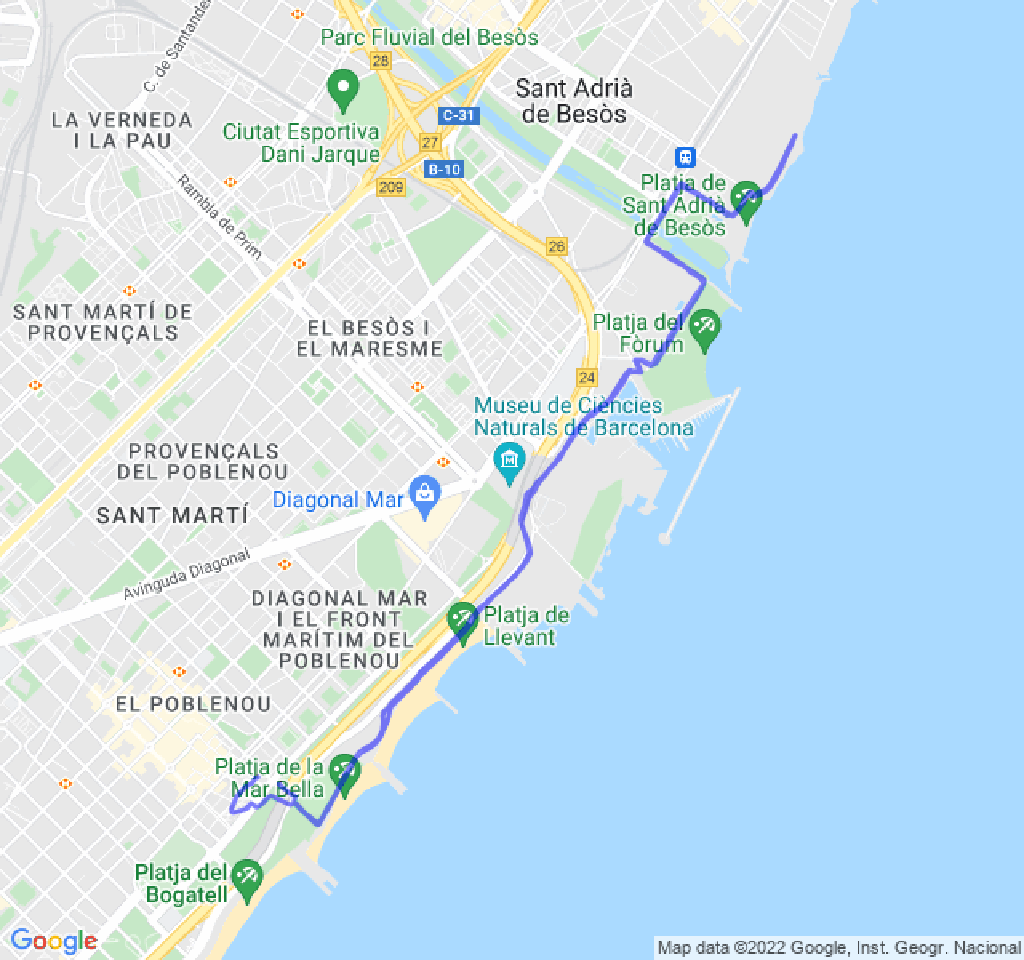 Parc Fluvial del Besòs
C. de Santander
28
Sant Adrià
de Besòs
LA VERNEDA
I LA PAU
C-31
Ciutat Esportiva
Dani Jarque
27
B-10
209
Platja de
Sant Adrià
de Besòs
Rambla de Prim
26
SANT MARTÍ DE
PROVENÇALS
EL BESÒS I
EL MARESME
Platja del
Fòrum
24
Museu de Ciències
Naturals de Barcelona
PROVENÇALS
DEL POBLENOU
Diagonal Mar
SANT MARTÍ
Avinguda Diagonal
DIAGONAL MAR
I EL FRONT
MARÍTIM DEL
POBLENOU
Platja de
Llevant
EL POBLENOU
Platja de la
Mar Bella
Platja del
Bogatell
Google
Map data ©2022 Google, Inst. Geogr. Nacional